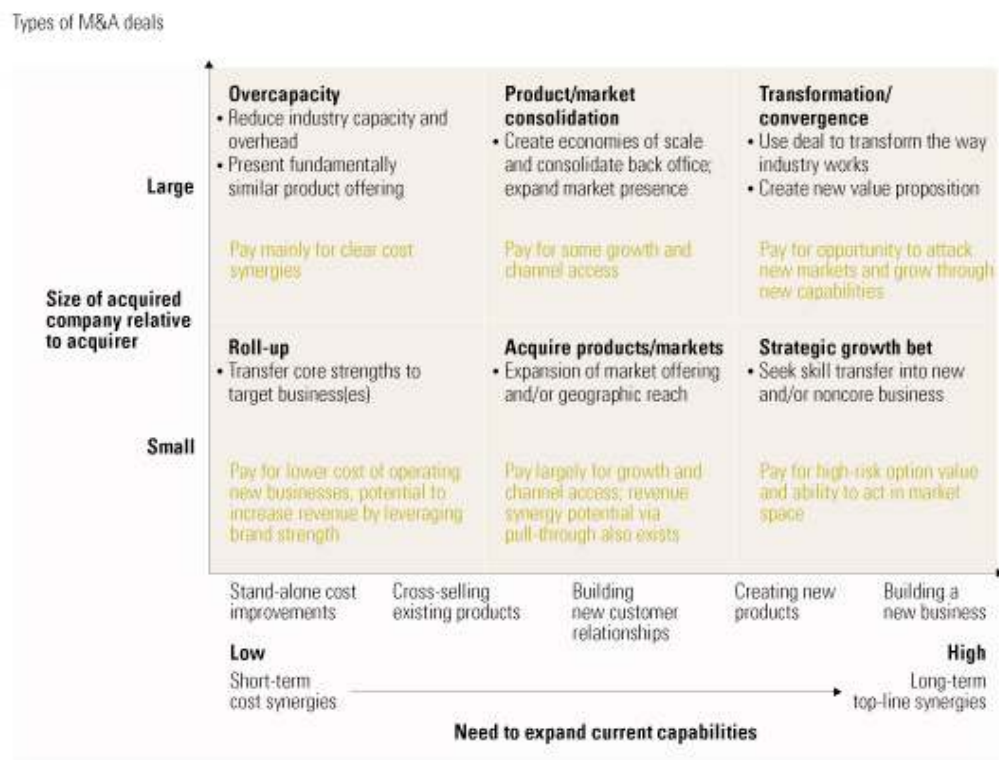 Types of M&A deals
Overcapacity
• Reduce industry capacity and
overhead
• Present fundamentally
similar product offering
Pay mainly for clear cost
synergies
Product/market
consolidation
• Create economies of scale
and consolidate back office;
expand market presence
Pay for some growth and
channel access
Transformation/
convergence
• Use deal to transform the way
industry works
• Create new value proposition
Pay for opportunity to attack
new markets and grow through
new capabilities
Large
Size of acquired
company relative
to acquirer
Roll-up
• Transfer core strengths to
target business(es)
Pay for lower cost of operating
new businesses, potential to
increase revenue by leveraging
brand strength
Acquire products/markets
• Expansion of market offering
and/or geographic reach
Pay largely for growth and
channel access; revenue
synergy potential via
pull-through also exists
Strategic growth bet
• Seek skill transfer into new
and/or noncore business
Pay for high-risk option value
and ability to act in market
space
Small
Stand-alone cost
improvements
Cross-selling
existing products
Building
new customer
relationships
Creating new
products
Building a
new business
Low
High
Short-term
cost synergies
Long-term
top-line synergies
Need to expand current capabilities